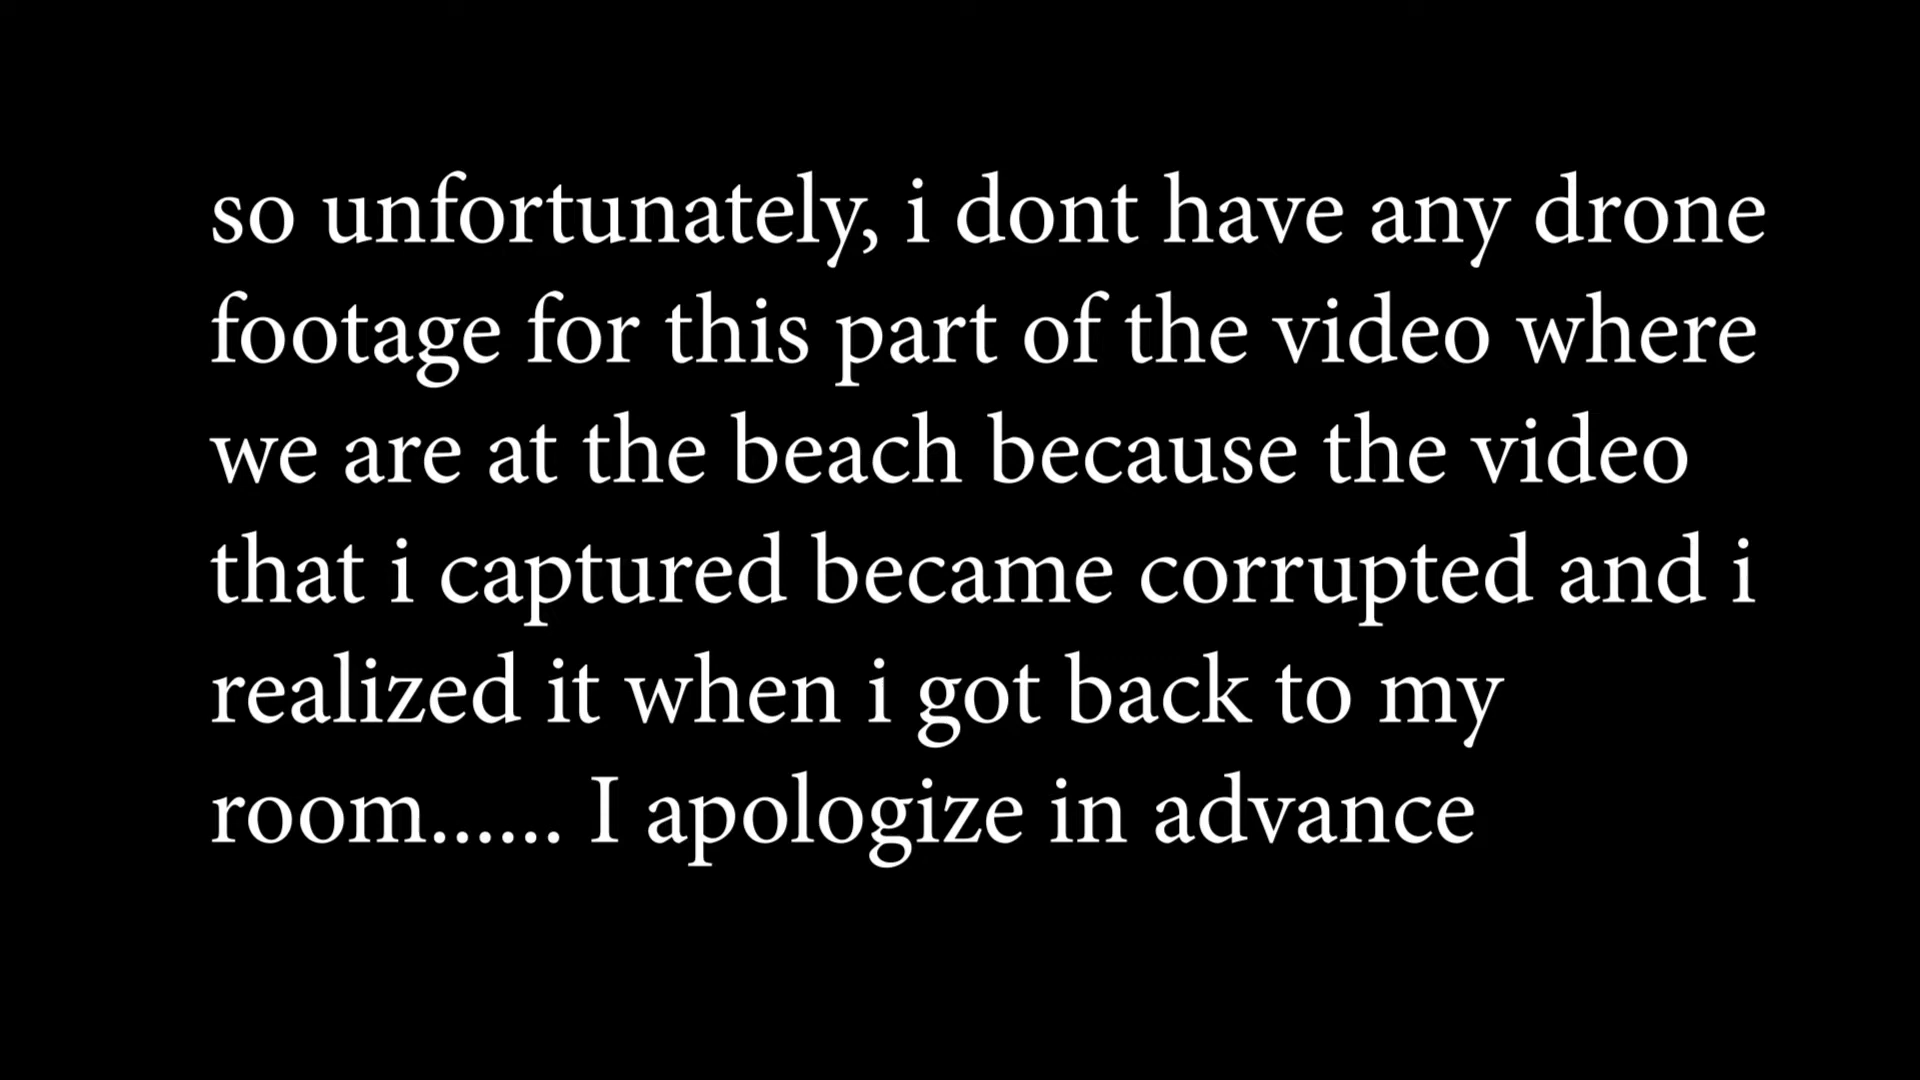 so unfortunately, i dont have any drone
footage for this part of the video where
we are at the beach because the video
that i captured became corrupted and i
realized it when i got back to my
room...... I apologize in advance